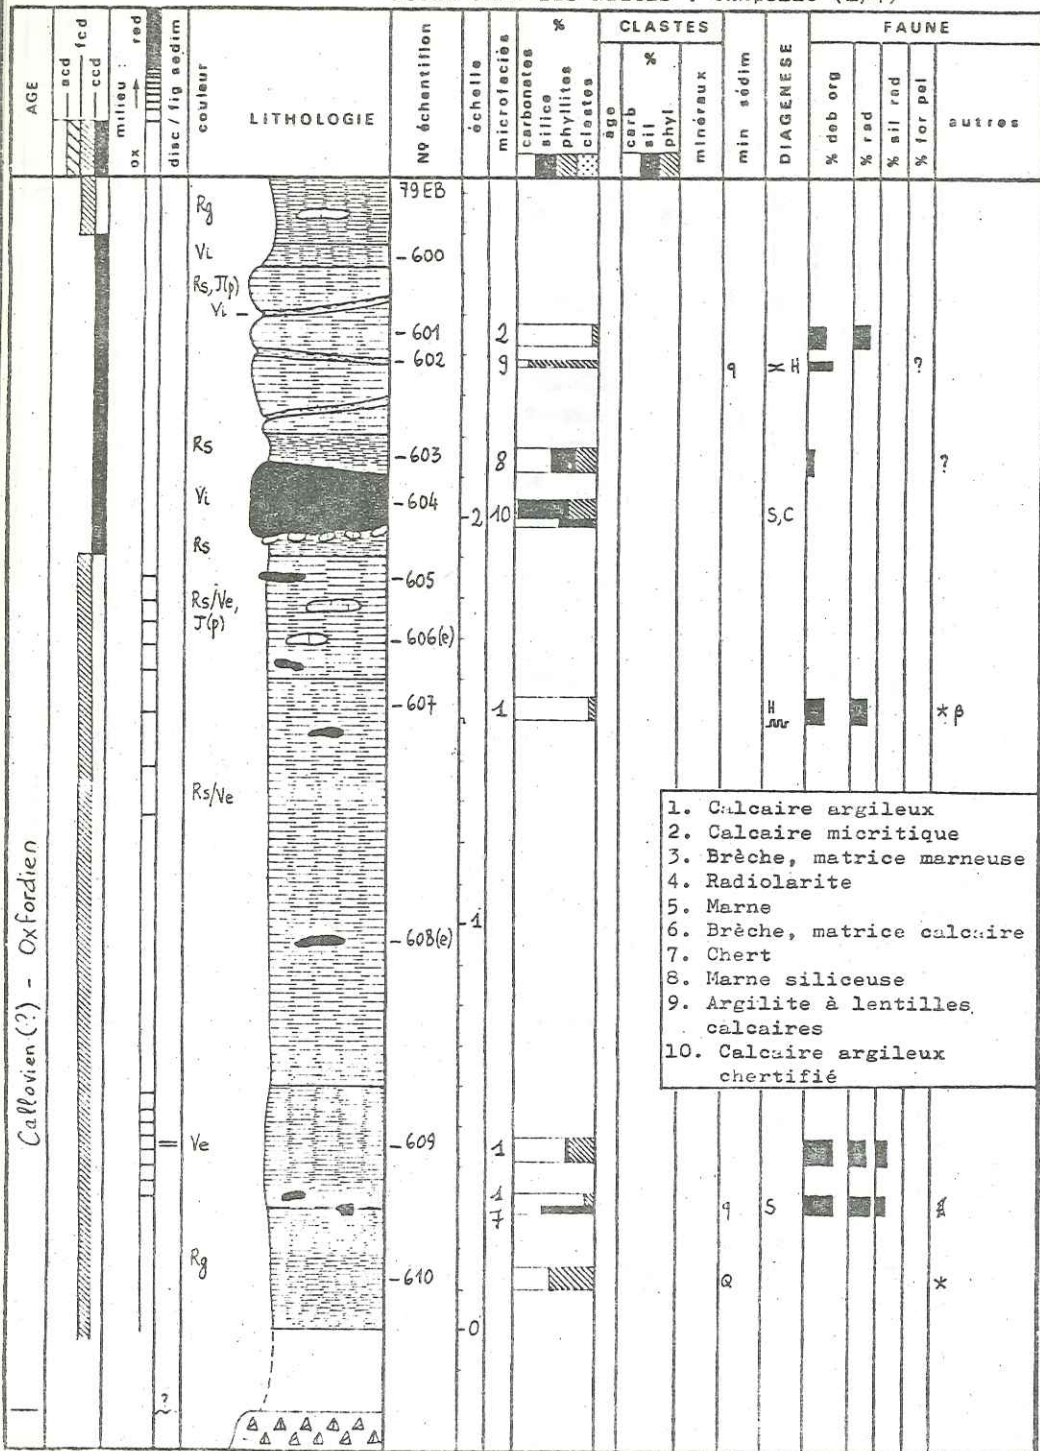 AGE
acd
fcd
ccd
milieu : red
ox
disc / fig sédim
couleur
LITHOLOGIE
Nº échantillon
échelle
microfaciès
%
carbonates
silice
phyllites
clastes
CLASTES
âge
%
carb
sil
phyl
minéraux
min sédim
DIAGENESE
FAUNE
% deb org
% rad
% sil rad
% for pel
autres
79EB
Rg
Vi
-600
Rs, J(p)
Vi
-601
2
-602
9
q
H
?
Rs
-603
8
?
Vi
-604
-2
10
S,C
Rs
-605
Rs/Ve,
J(p)
-606(e)
-607
1
H
* β
Rs/Ve
1. Calcaire argileux
2. Calcaire micritique
3. Brèche, matrice marneuse
4. Radiolarite
5. Marne
6. Brèche, matrice calcaire
7. Chert
8. Marne siliceuse
9. Argilite à lentilles
calcaires
10. Calcaire argileux
chertifié
-1
-608(e)
Callovien (?) - Oxfordien
Ve
-609
1
1
7
q
S
Rg
-610
Q
*
-0
?